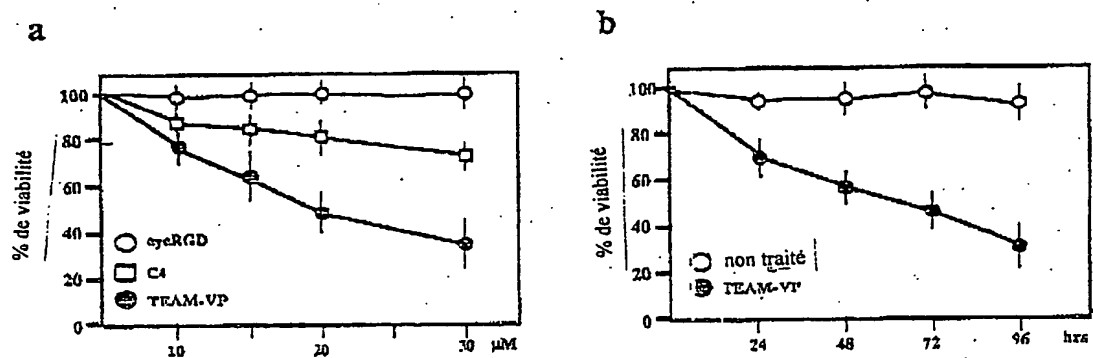 a
% de viabilité
100
80
60
40
20
0
cycRGD
C4
TEAM-VP
10
20
30
µM
b
% de viabilité
100
80
60
40
20
0
non traité
TEAM-VP
24
48
72
96
hrs